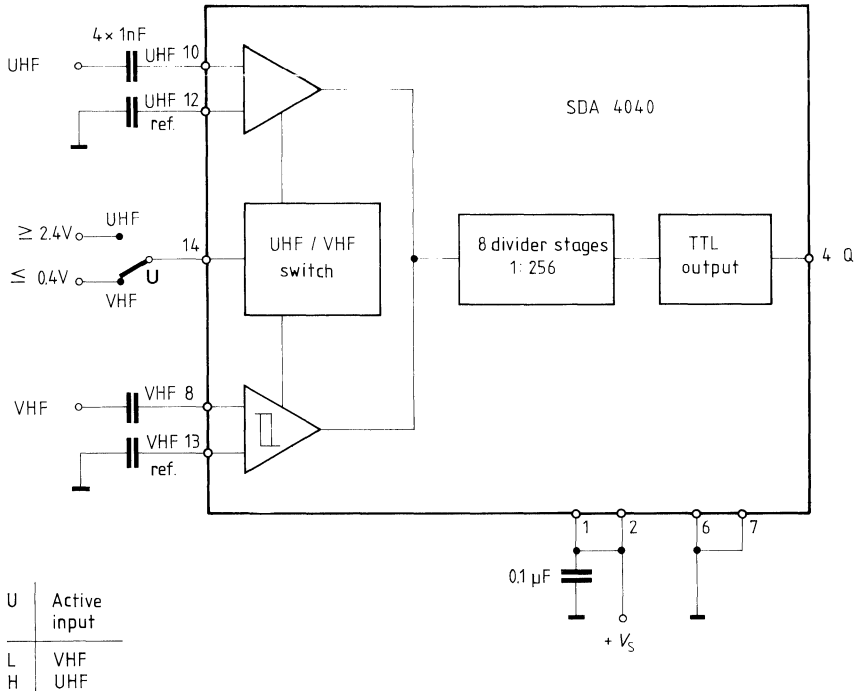 4 × 1nF
UHF
UHF 10
UHF 12
ref.
SDA 4040
UHF
≥ 2.4V
≤ 0.4V
VHF
U
14
UHF / VHF
switch
8 divider stages
1: 256
TTL
output
4 Q
VHF
VHF 8
VHF 13
ref.
1
2
6
7
0.1 µF
+ VS
U Active
input
L VHF
H UHF